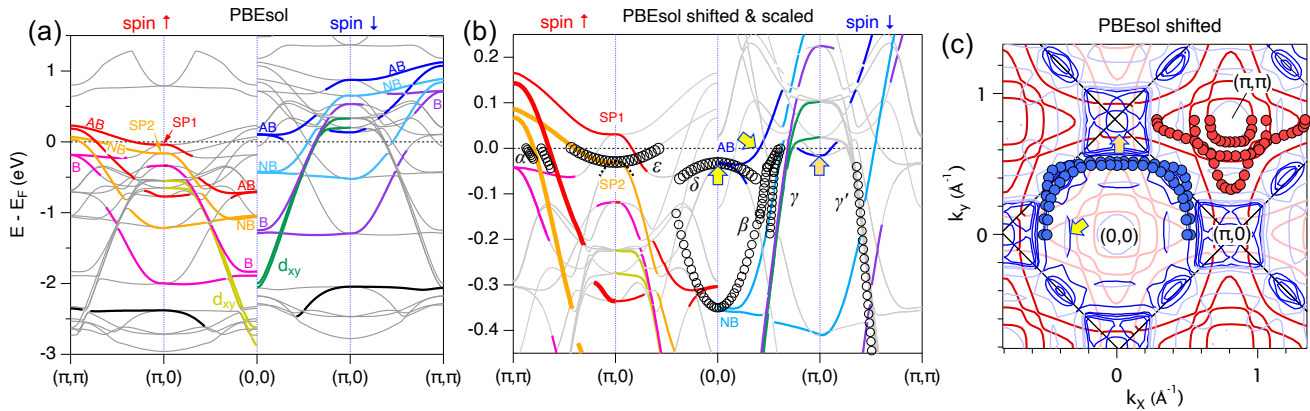 (a)
spin ↑
PBEsol
spin ↓
E - E_F (eV)
1
0
-1
-2
-3
AB
NB
B
SP2
SP1
AB
NB
B
d_xy
AB
NB
B
d_xy
AB
NB
B
(π,π)
(π,0)
(0,0)
(π,0)
(π,π)
(b)
PBEsol shifted & scaled
spin ↑
spin ↓
0.2
0.1
0.0
-0.1
-0.2
-0.3
-0.4
SP1
SP2
AB
NB
α
ε
δ
β
γ
γ'
(π,π)
(π,0)
(0,0)
(π,0)
(π,π)
(c)
PBEsol shifted
k_y (Å⁻¹)
1
0
(π,π)
(0,0)
(π,0)
0
1
k_X (Å⁻¹)